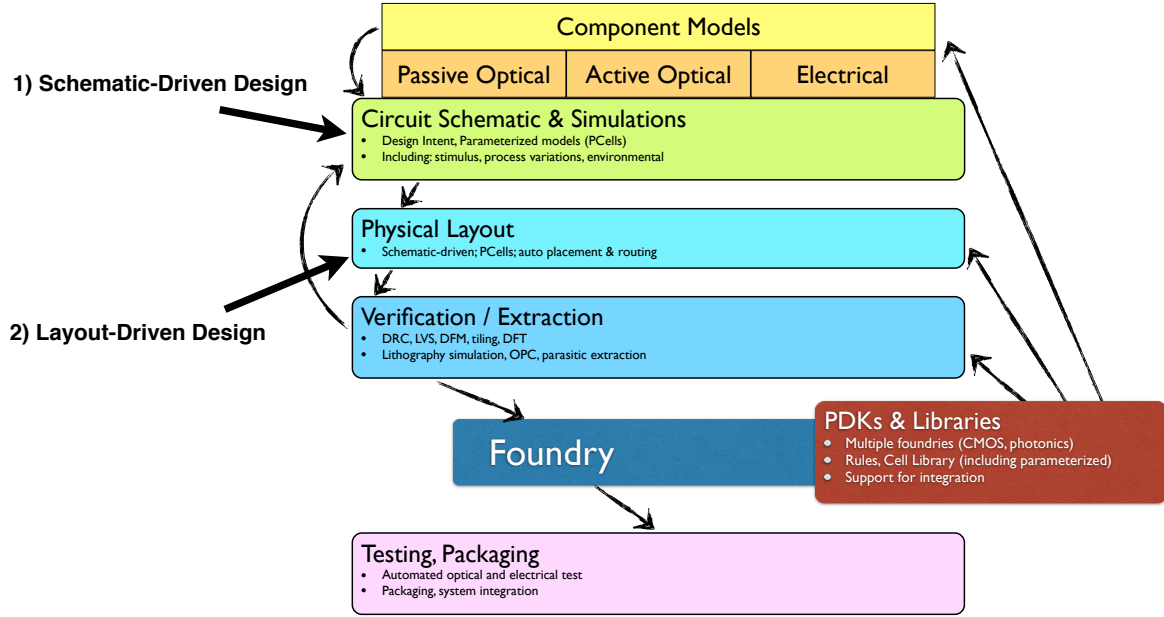 Component Models
Passive Optical
Active Optical
Electrical
1) Schematic-Driven Design
Circuit Schematic & Simulations
• Design Intent, Parameterized models (PCells)
• Including: stimulus, process variations, environmental
Physical Layout
• Schematic-driven; PCells; auto placement & routing
2) Layout-Driven Design
Verification / Extraction
• DRC, LVS, DFM, tiling, DFT
• Lithography simulation, OPC, parasitic extraction
Foundry
PDKs & Libraries
• Multiple foundries (CMOS, photonics)
• Rules, Cell Library (including parameterized)
• Support for integration
Testing, Packaging
• Automated optical and electrical test
• Packaging, system integration